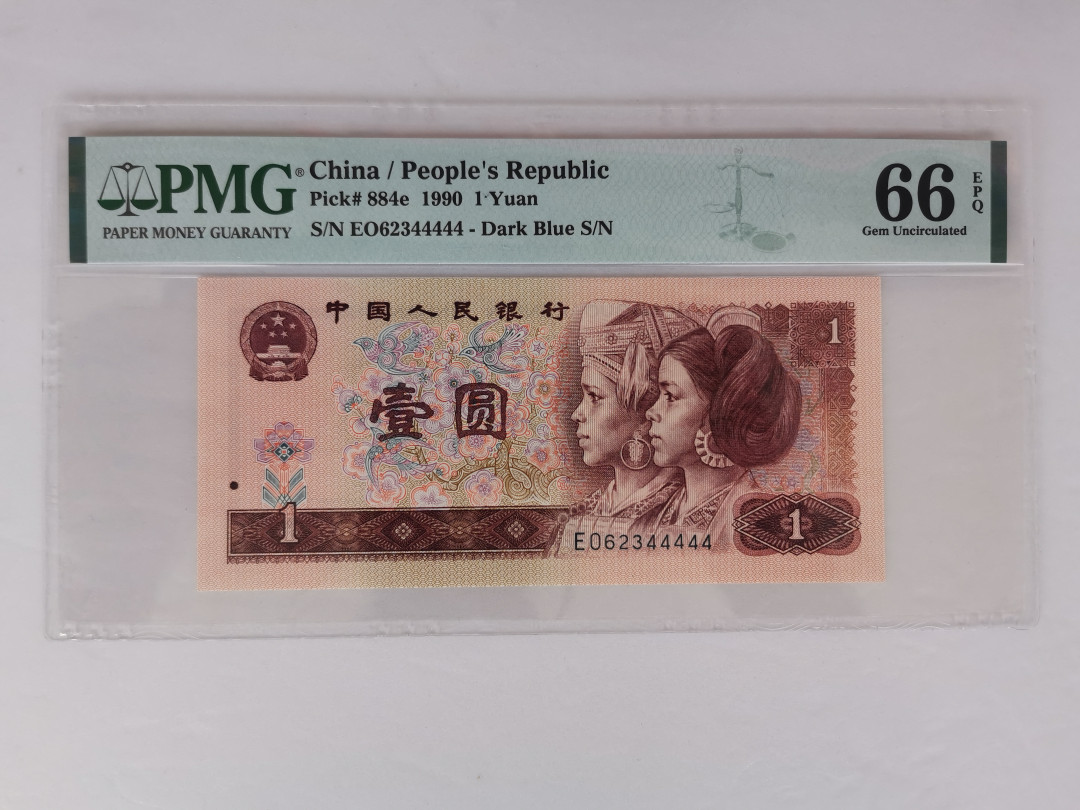 PMG® China / People's Republic
Pick# 884e 1990 1 Yuan
PAPER MONEY GUARANTY S/N EO62344444 - Dark Blue S/N
66 EPQ
Gem Uncirculated
中国人民银行
1
壹圆
1
1
EO62344444